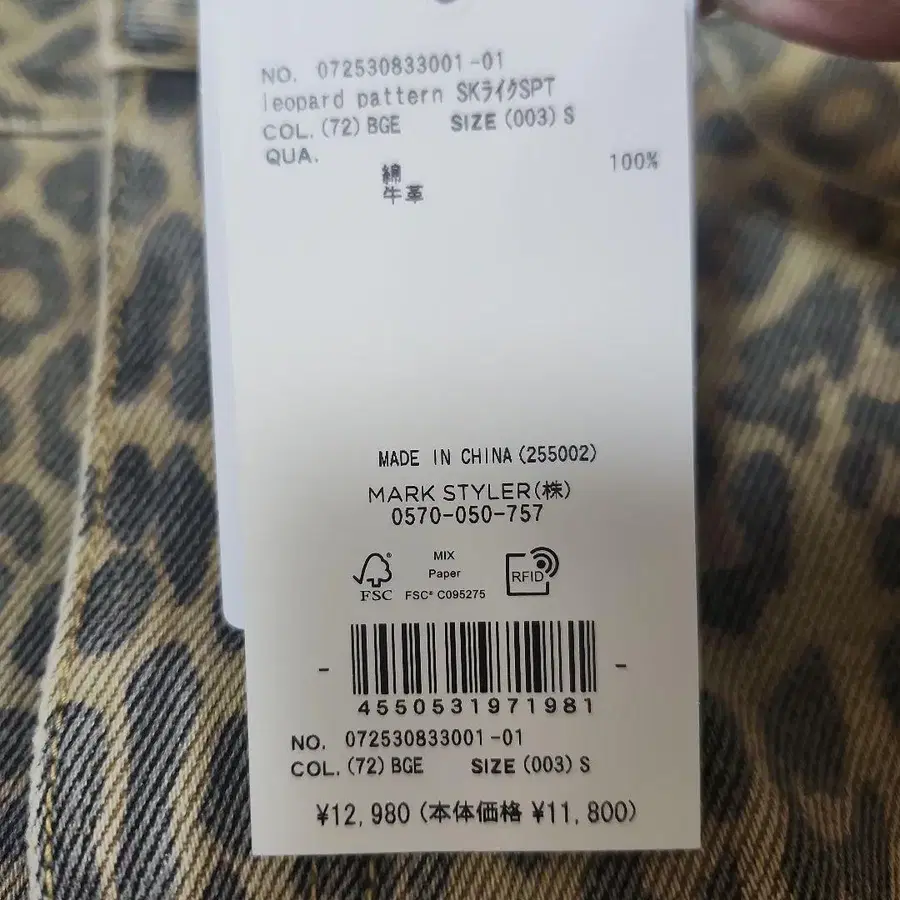 NO. 072530833001-01
leopard pattern SKライクSPT
COL.(72)BGE SIZE(003)S
QUA.
綿 100%
牛革
MADE IN CHINA(255002)
MARK STYLER(株)
0570-050-757
MIX
Paper
FSC® C095275
FSC
RFID
4550531971981
NO. 072530833001-01
COL.(72)BGE SIZE(003)S
¥12,980(本体価格 ¥11,800)